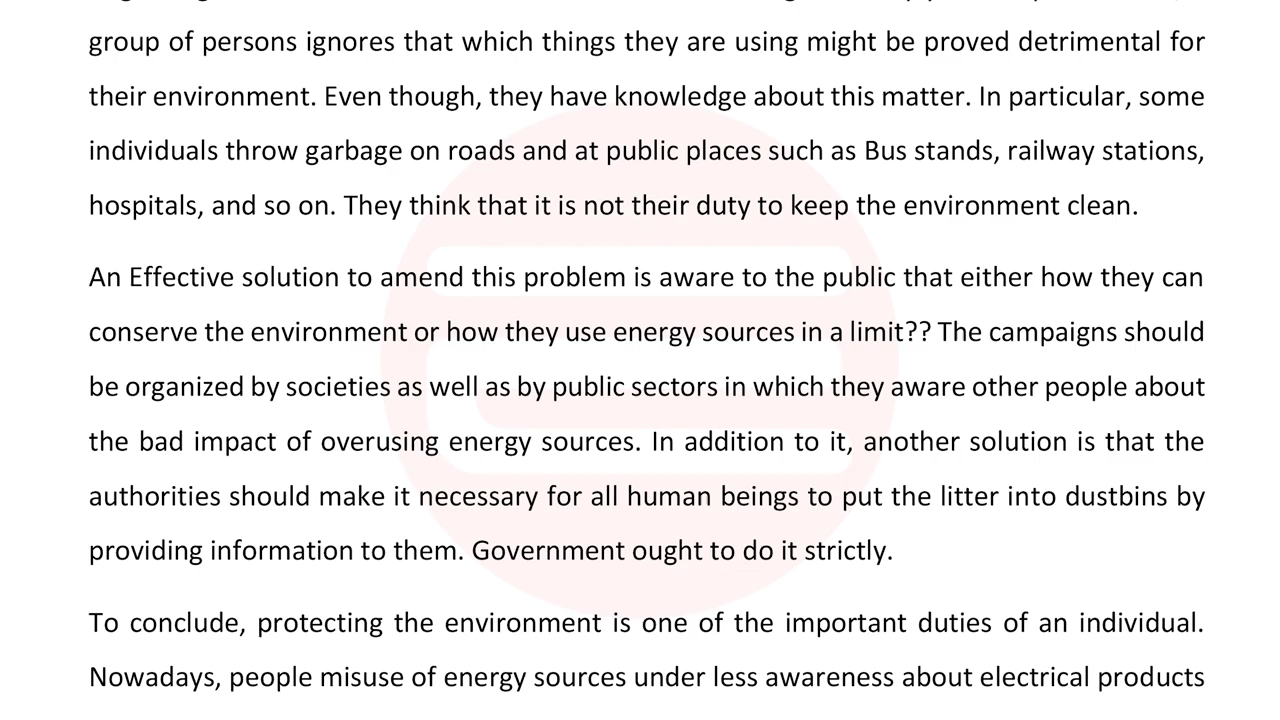 group of persons ignores that which things they are using might be proved detrimental for
their environment. Even though, they have knowledge about this matter. In particular, some
individuals throw garbage on roads and at public places such as Bus stands, railway stations,
hospitals, and so on. They think that it is not their duty to keep the environment clean.
An Effective solution to amend this problem is aware to the public that either how they can
conserve the environment or how they use energy sources in a limit?? The campaigns should
be organized by societies as well as by public sectors in which they aware other people about
the bad impact of overusing energy sources. In addition to it, another solution is that the
authorities should make it necessary for all human beings to put the litter into dustbins by
providing information to them. Government ought to do it strictly.
To conclude, protecting the environment is one of the important duties of an individual.
Nowadays, people misuse of energy sources under less awareness about electrical products